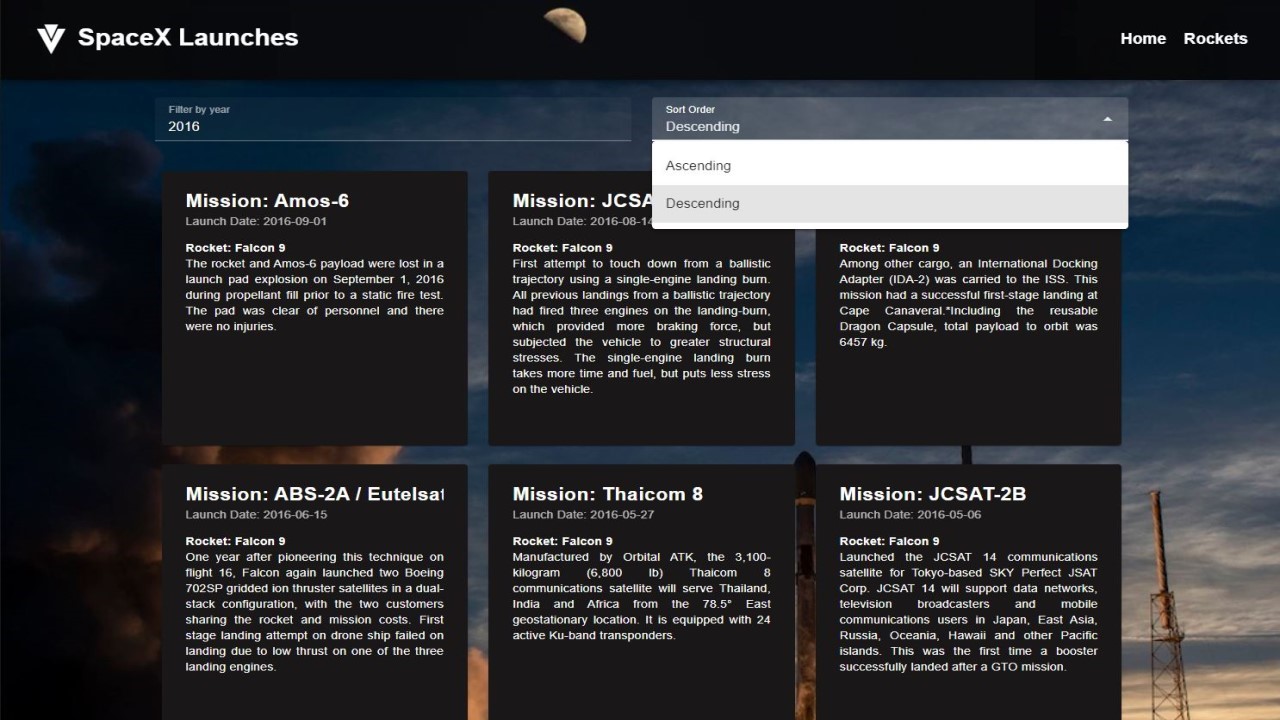 SpaceX Launches
Home
Rockets
Filter by year
2016
Sort Order
Descending
Ascending
Descending
Mission: Amos-6
Launch Date: 2016-09-01
Rocket: Falcon 9
The rocket and Amos-6 payload were lost in a
launch pad explosion on September 1, 2016
during propellant fill prior to a static fire test.
The pad was clear of personnel and there
were no injuries.
Mission: JCSA
Launch Date: 2016-08-14
Rocket: Falcon 9
First attempt to touch down from a ballistic
trajectory using a single-engine landing burn.
All previous landings from a ballistic trajectory
had fired three engines on the landing-burn,
which provided more braking force, but
subjected the vehicle to greater structural
stresses. The single-engine landing burn
takes more time and fuel, but puts less stress
on the vehicle.
Rocket: Falcon 9
Among other cargo, an International Docking
Adapter (IDA-2) was carried to the ISS. This
mission had a successful first-stage landing at
Cape Canaveral.*Including the reusable
Dragon Capsule, total payload to orbit was
6457 kg.
Mission: ABS-2A / Eutelsat
Launch Date: 2016-06-15
Rocket: Falcon 9
One year after pioneering this technique on
flight 16, Falcon again launched two Boeing
702SP gridded ion thruster satellites in a dual-
stack configuration, with the two customers
sharing the rocket and mission costs. First
stage landing attempt on drone ship failed on
landing due to low thrust on one of the three
landing engines.
Mission: Thaicom 8
Launch Date: 2016-05-27
Rocket: Falcon 9
Manufactured by Orbital ATK, the 3,100-
kilogram (6,800 lb) Thaicom 8
communications satellite will serve Thailand,
India and Africa from the 78.5° East
geostationary location. It is equipped with 24
active Ku-band transponders.
Mission: JCSAT-2B
Launch Date: 2016-05-06
Rocket: Falcon 9
Launched the JCSAT 14 communications
satellite for Tokyo-based SKY Perfect JSAT
Corp. JCSAT 14 will support data networks,
television broadcasters and mobile
communications users in Japan, East Asia,
Russia, Oceania, Hawaii and other Pacific
islands. This was the first time a booster
successfully landed after a GTO mission.